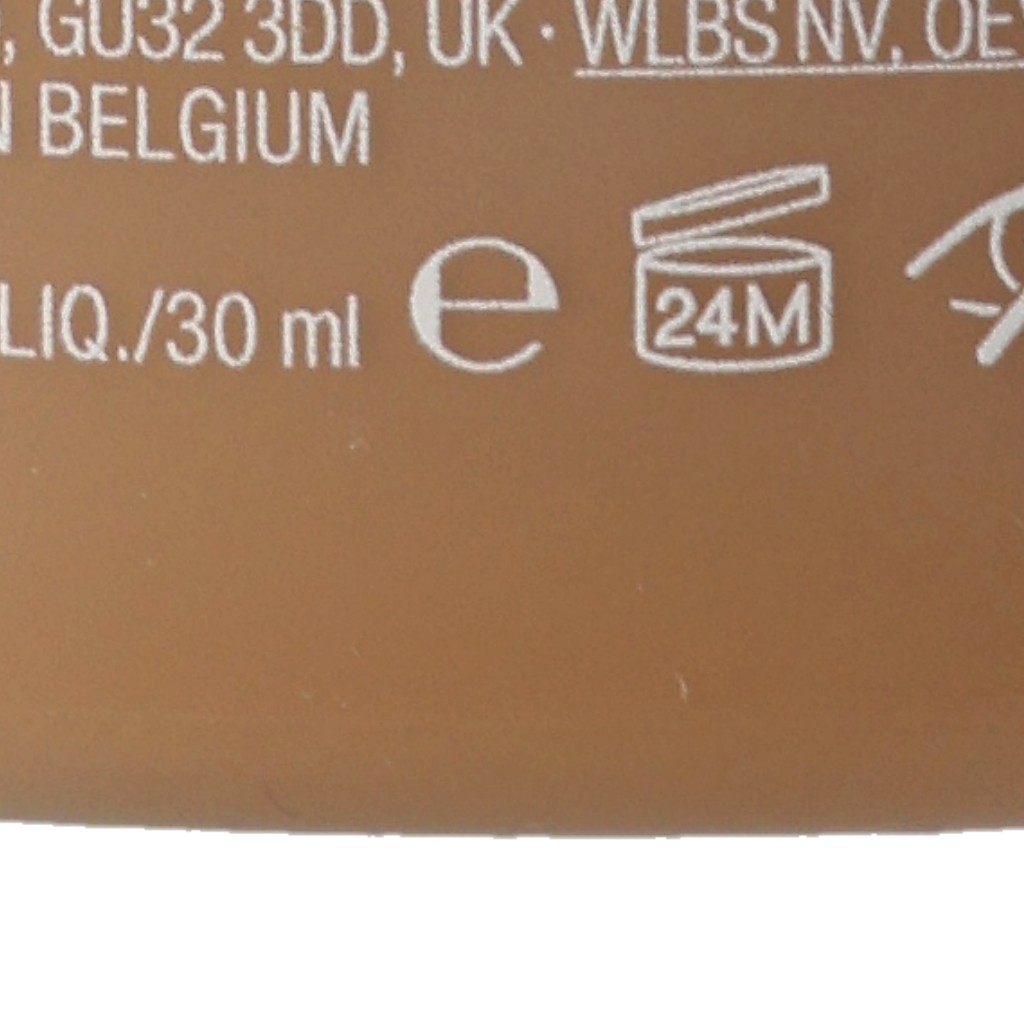 , GU32 3DD, UK · WLBS NV, OE
N BELGIUM
LIQ./30 ml e 24M